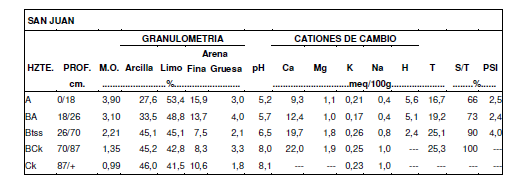 SAN JUAN
GRANULOMETRIA CATIONES DE CAMBIO
Arena
HZTE. PROF. M.O. Arcilla Limo Fina Gruesa pH Ca Mg K Na H T S/T PSI
cm. ........................%......................... ........................meq/100g................... .......%.....
A 0/18 3,90 27,6 53,4 15,9 3,0 5,2 9,3 1,1 0,21 0,4 5,6 16,7 66 2,5
BA 18/26 3,10 33,5 48,8 13,7 4,0 5,7 12,4 1,0 0,17 0,4 5,1 19,2 73 2,4
Btss 26/70 2,21 45,1 45,1 7,5 2,1 6,5 19,7 1,8 0,26 0,8 2,4 25,1 90 4,0
BCk 70/87 1,35 45,2 42,8 8,3 3,3 8,0 22,0 1,9 0,25 1,0 --- 25,3 100 ---
Ck 87/+ 0,99 46,0 41,5 10,6 1,8 8,1 --- --- 0,23 1,0 --- --- --- ---